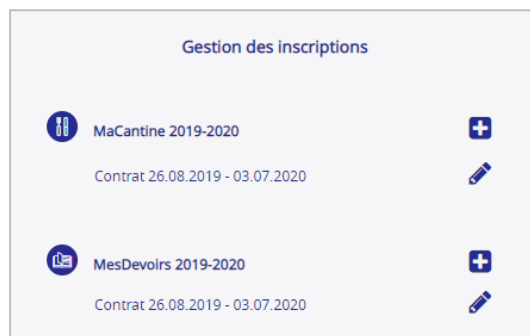 Gestion des inscriptions
MaCantine 2019-2020
Contrat 26.08.2019 - 03.07.2020
MesDevoirs 2019-2020
Contrat 26.08.2019 - 03.07.2020